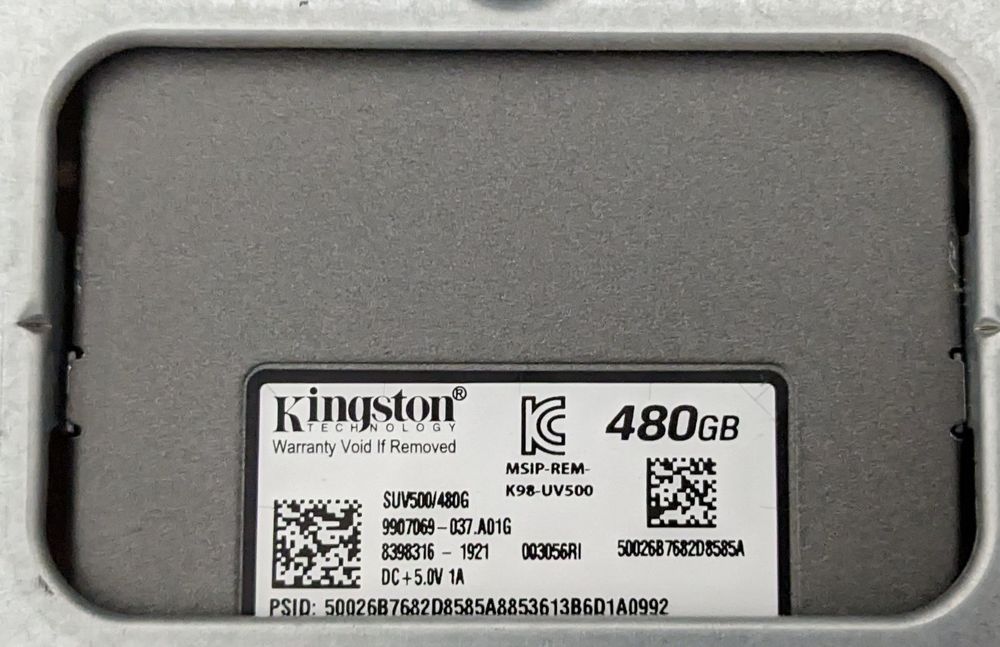 Kingston®
TECHNOLOGY
Warranty Void If Removed
KC
MSIP-REM-
K98-UV500
480GB
SUV500/480G
9907069-037.A01G
8398316 - 1921 003056RI 50026B7682D8585A
DC+5.0V 1A
PSID: 50026B7682D8585A8853613B6D1A0992